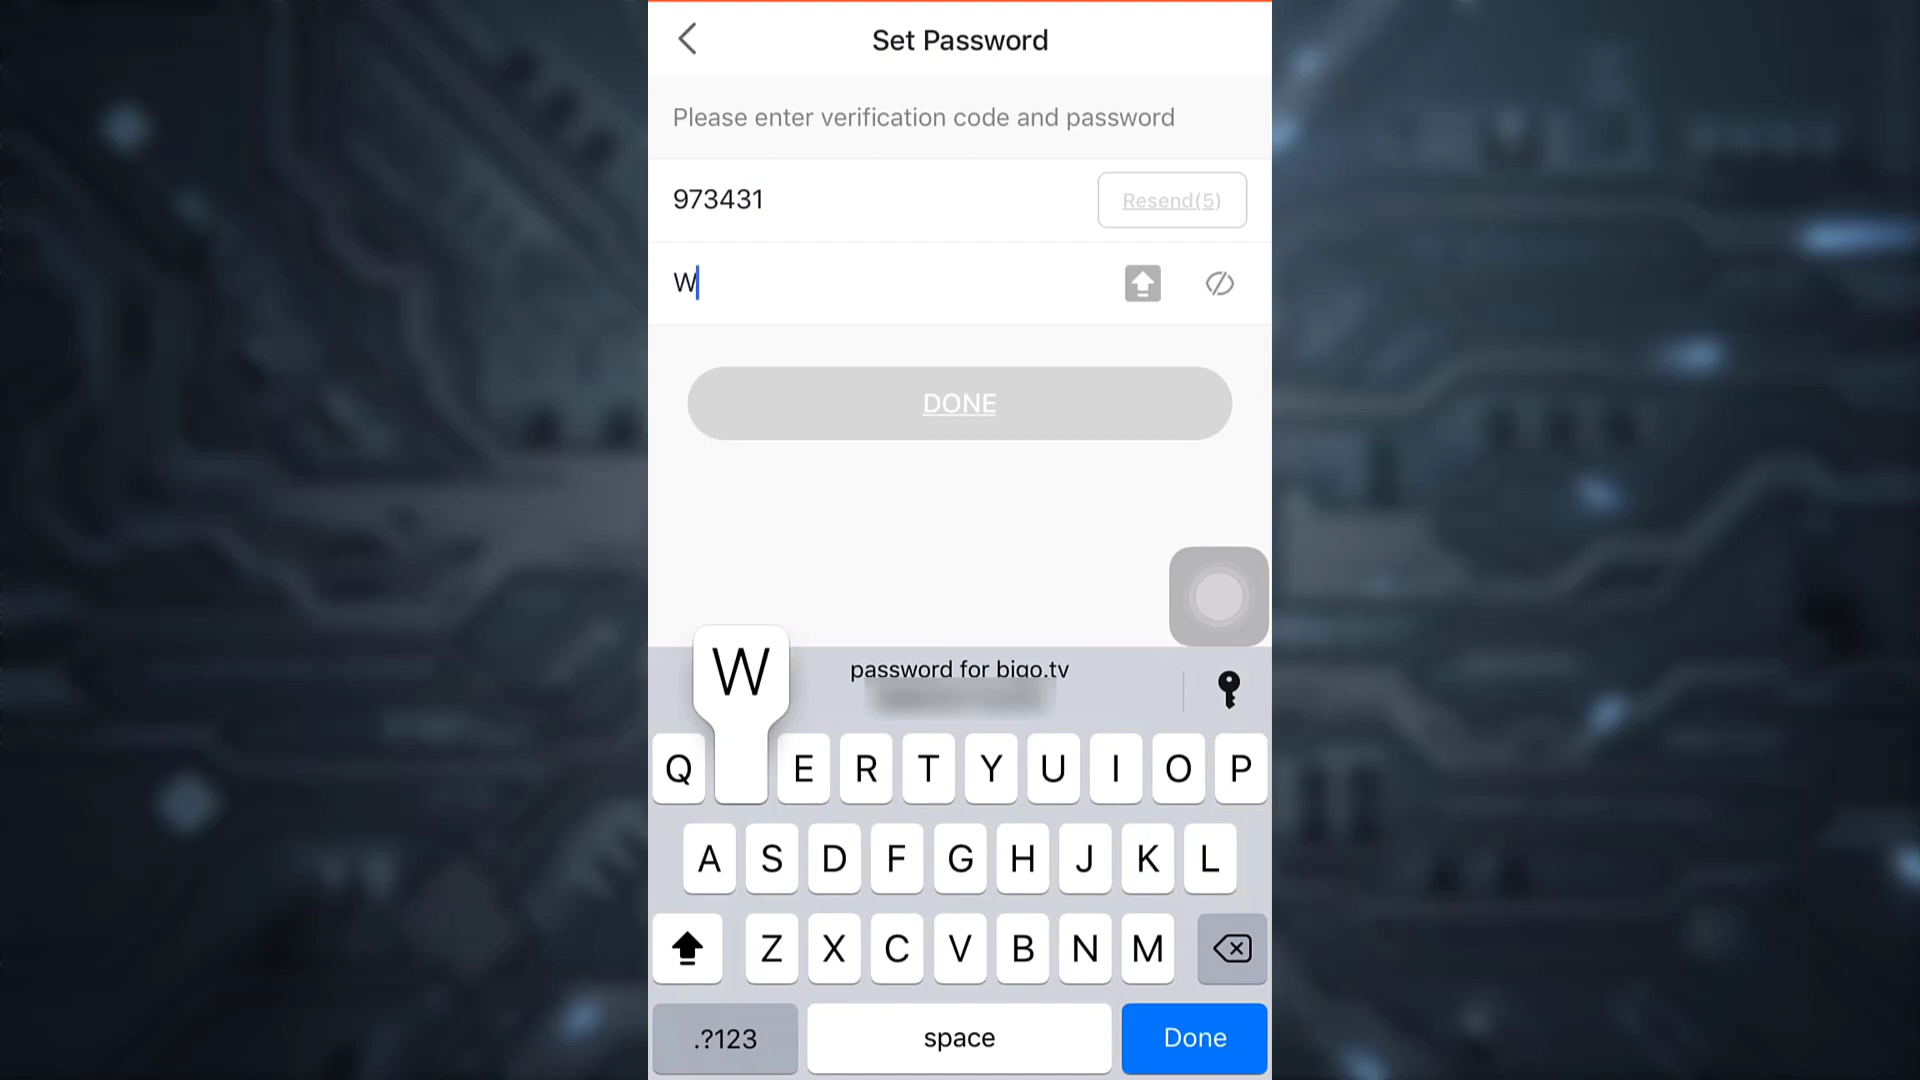 Set Password
Please enter verification code and password
973431
Resend(5)
W
DONE
W
password for bigo.tv
Q E R T Y U I O P
A S D F G H J K L
Z X C V B N M
.?123 space Done